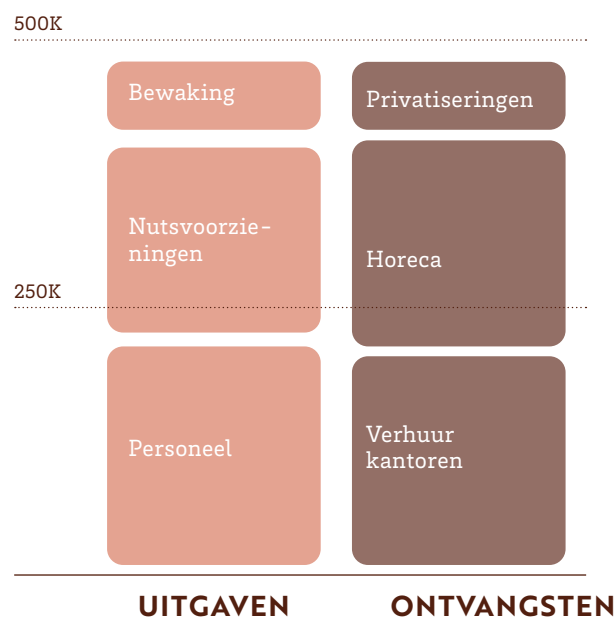 500K
Bewaking
Privatiseringen
Nutsvoorzie-
ningen
Horeca
250K
Personeel
Verhuur
kantoren
UITGAVEN
ONTVANGSTEN